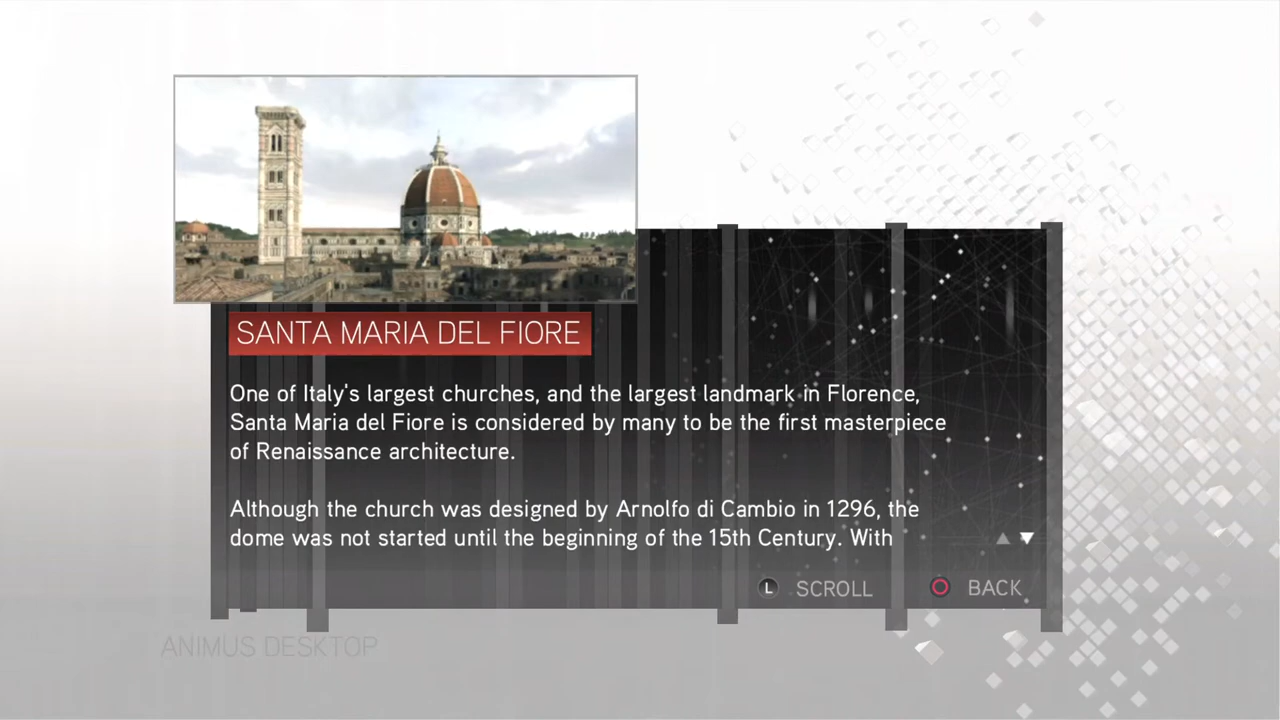 SANTA MARIA DEL FIORE
One of Italy's largest churches, and the largest landmark in Florence,
Santa Maria del Fiore is considered by many to be the first masterpiece
of Renaissance architecture.
Although the church was designed by Arnolfo di Cambio in 1296, the
dome was not started until the beginning of the 15th Century. With
L SCROLL
BACK
ANIMUS DESKTOP